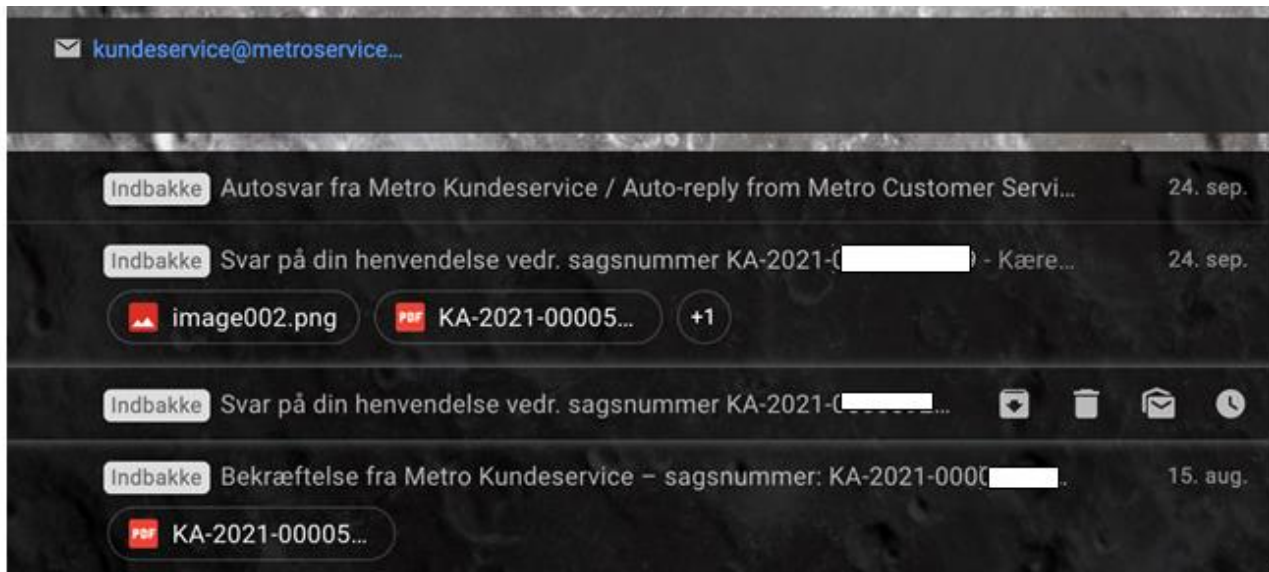 kundeservice@metroservice…
Indbakke Autosvar fra Metro Kundeservice / Auto-reply from Metro Customer Servi… 24. sep.
Indbakke Svar på din henvendelse vedr. sagsnummer KA-2021- - Kære… 24. sep.
image002.png PDF KA-2021-00005… +1
Indbakke Svar på din henvendelse vedr. sagsnummer KA-2021-
Indbakke Bekræftelse fra Metro Kundeservice – sagsnummer: KA-2021-000 15. aug.
PDF KA-2021-00005…